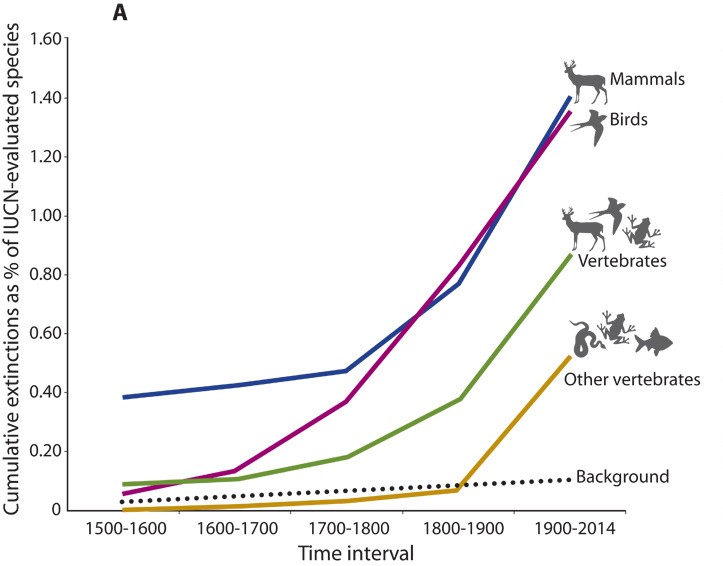 A
Cumulative extinctions as % of IUCN-evaluated species
1.60
1.40
1.20
1.00
0.80
0.60
0.40
0.20
0
Mammals
Birds
Vertebrates
Other vertebrates
Background
1500-1600 1600-1700 1700-1800 1800-1900 1900-2014
Time interval